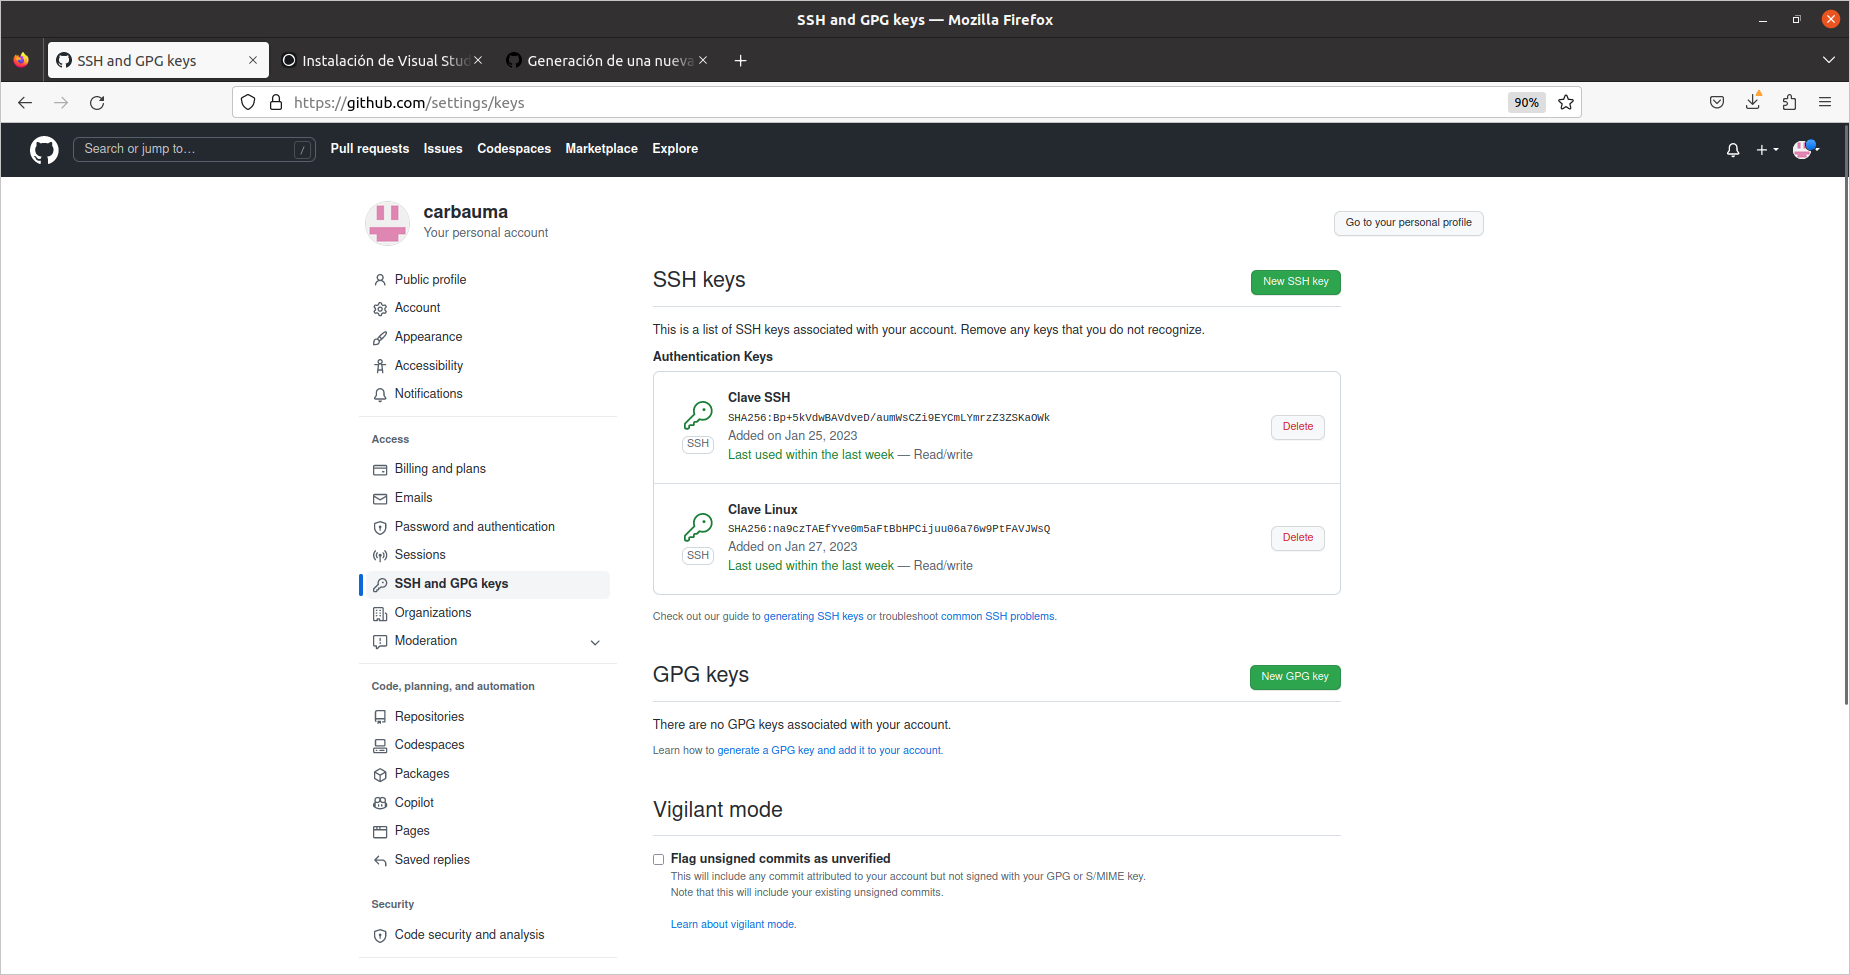 SSH and GPG keys — Mozilla Firefox
SSH and GPG keys
Instalación de Visual Stud
Generación de una nueva
https://github.com/settings/keys
90%
Search or jump to…
/
Pull requests
Issues
Codespaces
Marketplace
Explore
carbauma
Your personal account
Go to your personal profile
Public profile
Account
Appearance
Accessibility
Notifications
Access
Billing and plans
Emails
Password and authentication
Sessions
SSH and GPG keys
Organizations
Moderation
Code, planning, and automation
Repositories
Codespaces
Packages
Copilot
Pages
Saved replies
Security
Code security and analysis
SSH keys
New SSH key
This is a list of SSH keys associated with your account. Remove any keys that you do not recognize.
Authentication Keys
Clave SSH
SHA256:Bp+5kVdwBAVdveD/aumWsCZi9EYCmLYmrzZ3ZSKaOWk
Added on Jan 25, 2023
Last used within the last week — Read/write
SSH
Delete
Clave Linux
SHA256:na9czTAEfYve0m5aFtBbHPCijuu06a76w9PtFAVJWsQ
Added on Jan 27, 2023
Last used within the last week — Read/write
SSH
Delete
Check out our guide to generating SSH keys or troubleshoot common SSH problems.
GPG keys
New GPG key
There are no GPG keys associated with your account.
Learn how to generate a GPG key and add it to your account.
Vigilant mode
Flag unsigned commits as unverified
This will include any commit attributed to your account but not signed with your GPG or S/MIME key.
Note that this will include your existing unsigned commits.
Learn about vigilant mode.